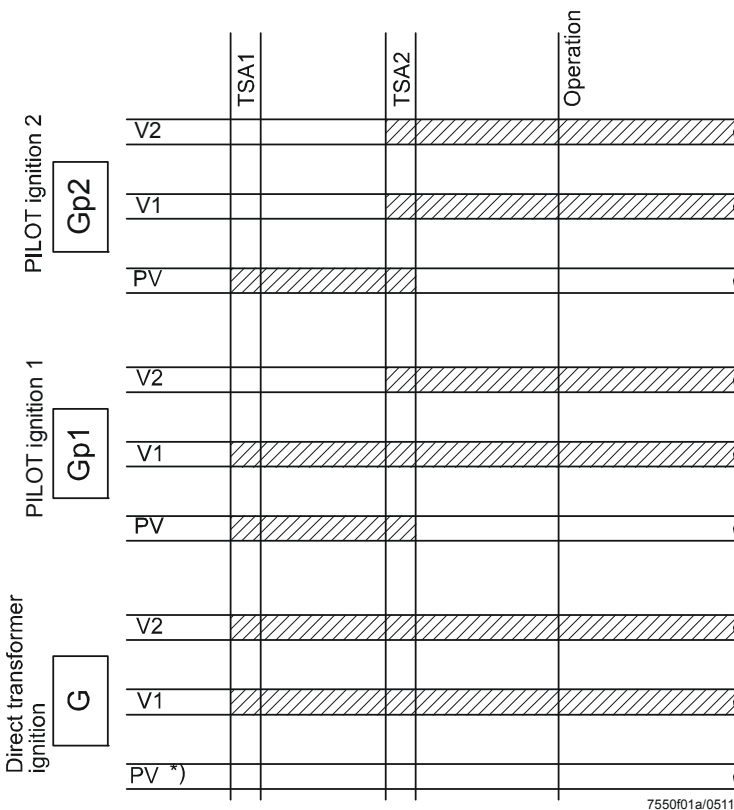 TSA1
TSA2
Operation
PILOT ignition 2
Gp2
V2
V1
PV
PILOT ignition 1
Gp1
V2
V1
PV
Direct transformer
ignition
G
V2
V1
PV *)
7550f01a/0511